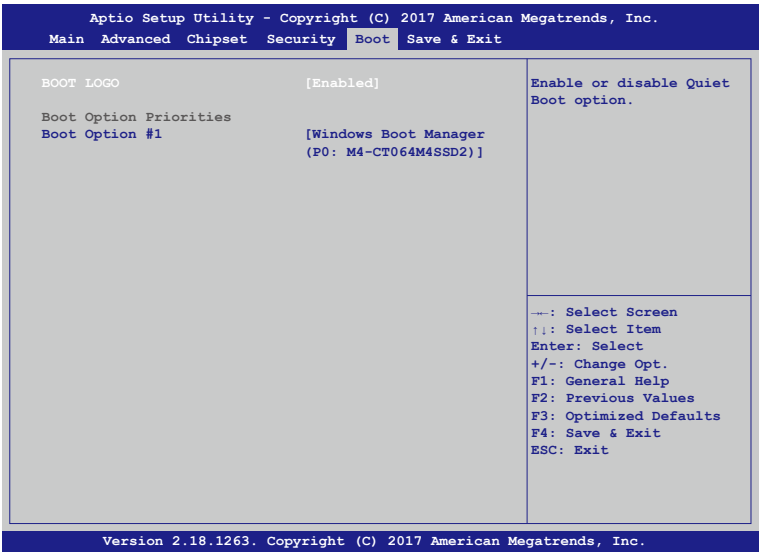 Aptio Setup Utility - Copyright (C) 2017 American Megatrends, Inc.
Main Advanced Chipset Security Boot Save & Exit
BOOT LOGO [Enabled]
Boot Option Priorities
Boot Option #1 [Windows Boot Manager
(P0: M4-CT064M4SSD2)]
Enable or disable Quiet
Boot option.
→←: Select Screen
↑↓: Select Item
Enter: Select
+/-: Change Opt.
F1: General Help
F2: Previous Values
F3: Optimized Defaults
F4: Save & Exit
ESC: Exit
Version 2.18.1263. Copyright (C) 2017 American Megatrends, Inc.